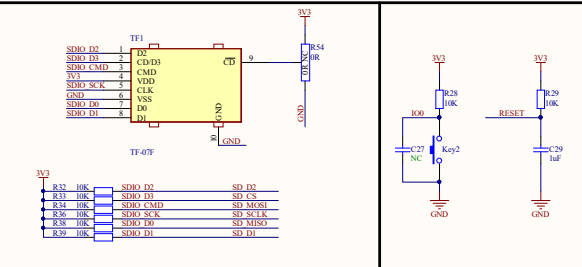 3V3
TF1
SDIO_D2 1 D2
SDIO_D3 2 CD/D3
SDIO_CMD 3 CMD
3V3 4 VDD
SDIO_SCK 5 CLK
GND 6 VSS
SDIO_D0 7 D0
SDIO_D1 8 D1
CD 9
GND
10 GND
TF-07F
R54
0R
0R_NC
GND
3V3
R32 10K SDIO_D2 SD_D2
R33 10K SDIO_D3 SD_CS
R34 10K SDIO_CMD SD_MOSI
R36 10K SDIO_SCK SD_SCLK
R38 10K SDIO_D0 SD_MISO
R39 10K SDIO_D1 SD_D1
3V3
R28
10K
IO0
C27
NC
Key2
GND
3V3
R29
10K
RESET
C29
1uF
GND